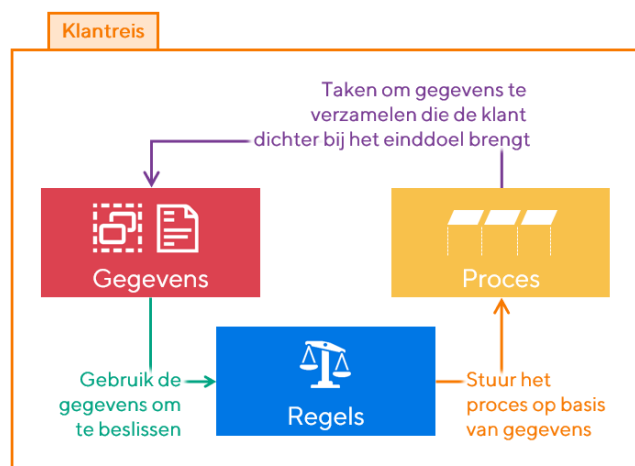 Klantreis
Taken om gegevens te
verzamelen die de klant
dichter bij het einddoel brengt
Gegevens
Proces
Gebruik de
gegevens om
te beslissen
Regels
Stuur het
proces op basis
van gegevens